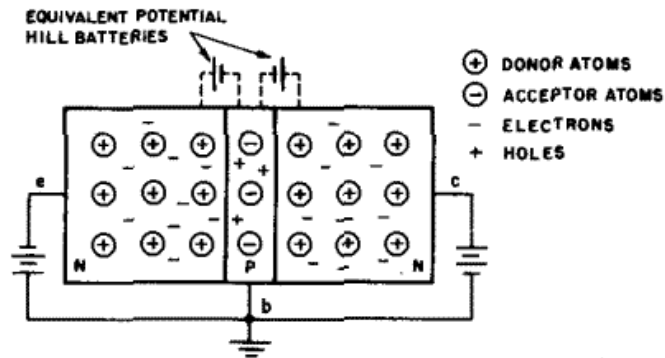 EQUIVALENT POTENTIAL
HILL BATTERIES
⊕ DONOR ATOMS
⊖ ACCEPTOR ATOMS
– ELECTRONS
+ HOLES
e
c
N
P
N
b